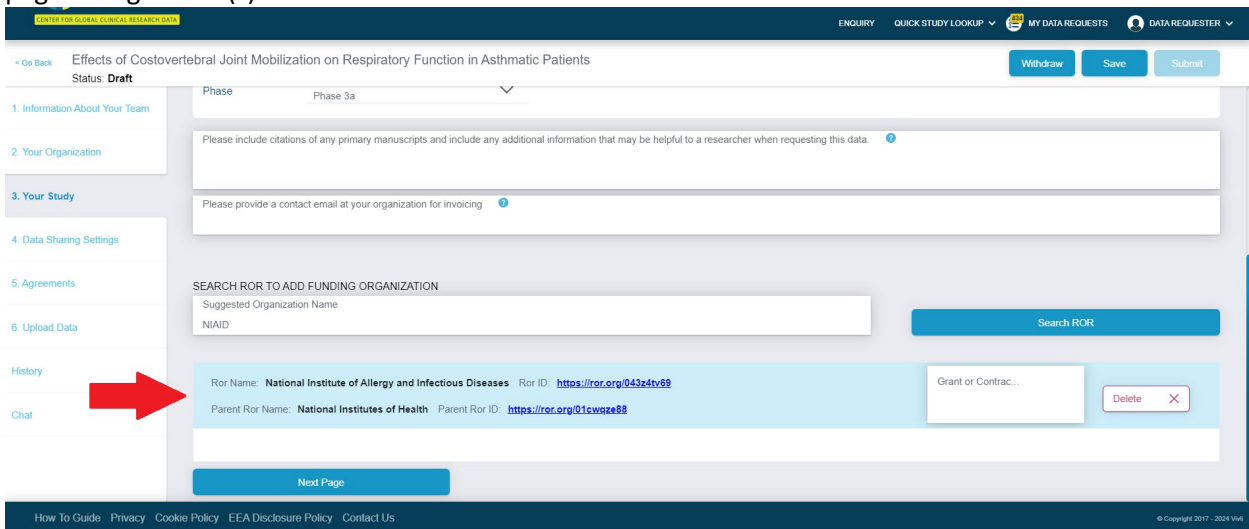 CENTER FOR GLOBAL CLINICAL RESEARCH DATA
ENQUIRY QUICK STUDY LOOKUP 434 MY DATA REQUESTS DATA REQUESTER
< Go Back Effects of Costovertebral Joint Mobilization on Respiratory Function in Asthmatic Patients
Status: Draft
Withdraw Save Submit
1. Information About Your Team
2. Your Organization
3. Your Study
4. Data Sharing Settings
5. Agreements
6. Upload Data
History
Chat
Phase Phase 3a
Please include citations of any primary manuscripts and include any additional information that may be helpful to a researcher when requesting this data. ?
Please provide a contact email at your organization for invoicing ?
SEARCH ROR TO ADD FUNDING ORGANIZATION
Suggested Organization Name
NIAID
Search ROR
Ror Name: National Institute of Allergy and Infectious Diseases Ror ID: https://ror.org/043z4tv69
Parent Ror Name: National Institutes of Health Parent Ror ID: https://ror.org/01cwqze88
Grant or Contrac...
Delete X
Next Page
How To Guide Privacy Cookie Policy EEA Disclosure Policy Contact Us
© Copyright 2017 - 2024 Vivli